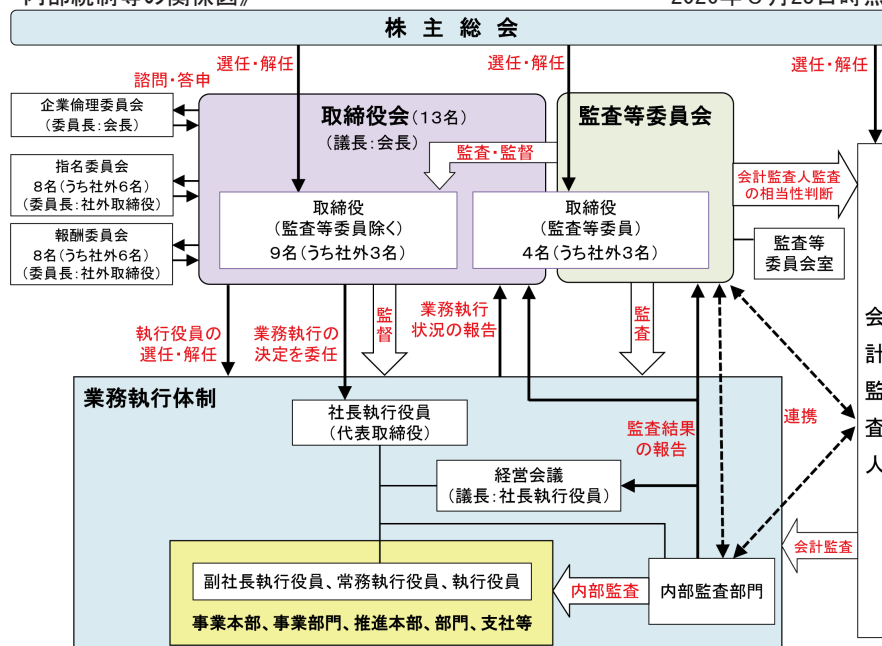 内部統制等の関係図》
株主総会
選任・解任
選任・解任
選任・解任
諮問・答申
企業倫理委員会
(委員長:会長)
指名委員会
8名(うち社外6名)
(委員長:社外取締役)
報酬委員会
8名(うち社外6名)
(委員長:社外取締役)
取締役会(13名)
(議長:会長)
監査等委員会
監査・監督
取締役
(監査等委員除く)
9名(うち社外3名)
取締役
(監査等委員)
4名(うち社外3名)
会計監査人監査
の相当性判断
監査等
委員会室
執行役員の
選任・解任
業務執行の
決定を委任
監督
業務執行
状況の報告
監査
会計監査人
業務執行体制
社長執行役員
(代表取締役)
監査結果
の報告
連携
経営会議
(議長:社長執行役員)
会計監査
副社長執行役員、常務執行役員、執行役員
事業本部、事業部門、推進本部、部門、支社等
内部監査
内部監査部門